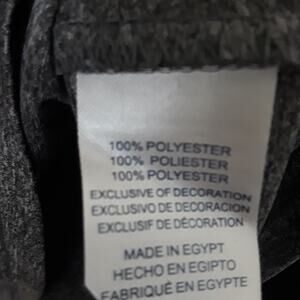 100% POLYESTER
100% POLIESTER
100% POLYESTER
EXCLUSIVE OF DECORATION
EXCLUSIVO DE DECORACION
EXCLUSIF DE DÉCORATION
MADE IN EGYPT
HECHO EN EGIPTO
FABRIQUÉ EN EGYPTE